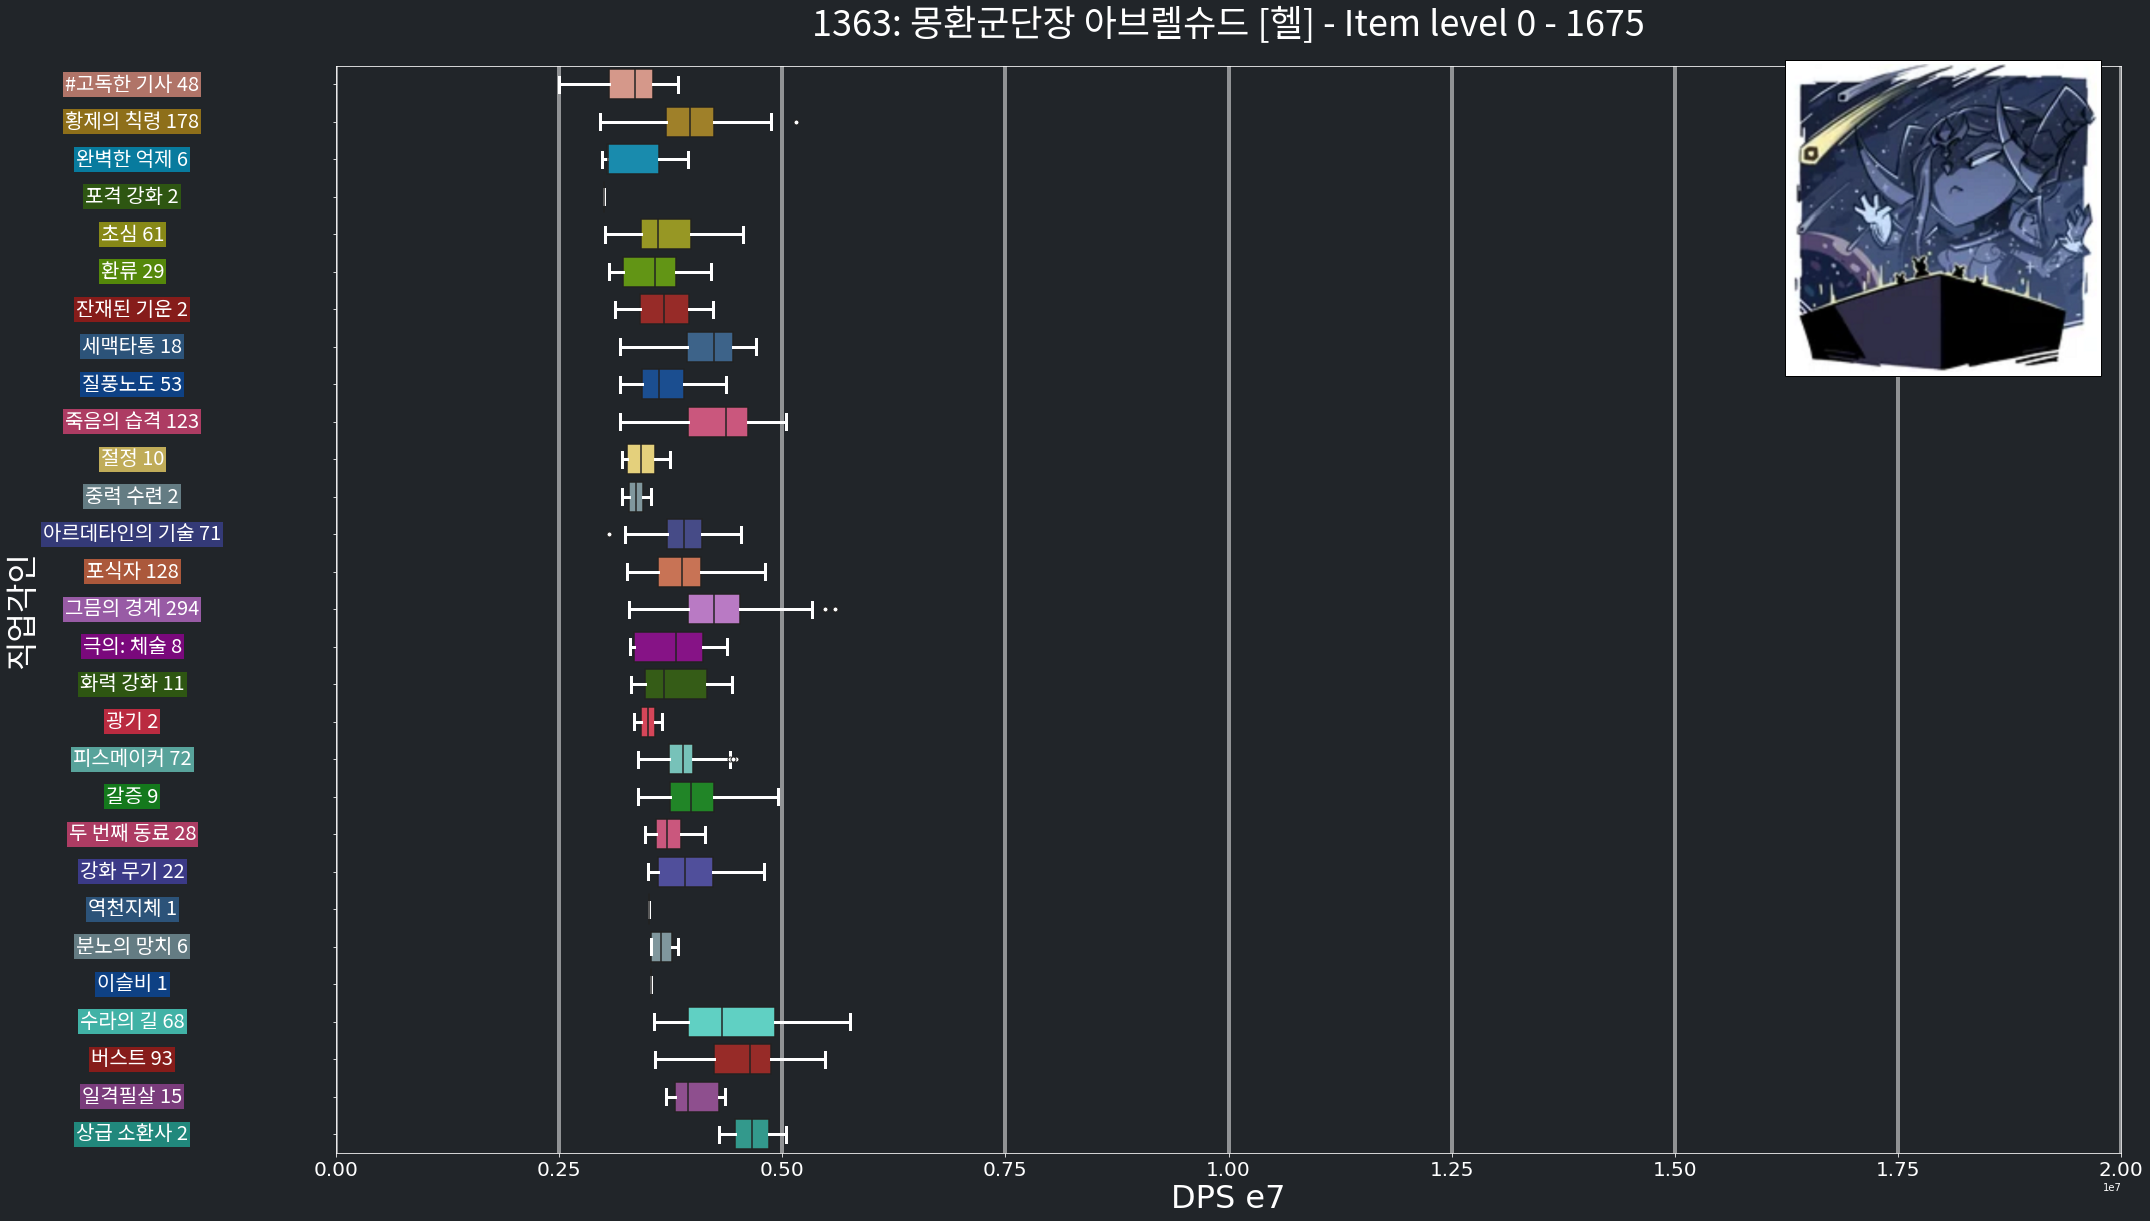 1363: 몽환군단장 아브렐슈드 [헬] - Item level 0 - 1675
#고독한 기사 48
황제의 칙령 178
완벽한 억제 6
포격 강화 2
초심 61
환류 29
잔재된 기운 2
세맥타통 18
질풍노도 53
죽음의 습격 123
절정 10
중력 수련 2
아르데타인의 기술 71
포식자 128
그믐의 경계 294
극의: 체술 8
화력 강화 11
광기 2
피스메이커 72
갈증 9
두 번째 동료 28
강화 무기 22
역천지체 1
분노의 망치 6
이슬비 1
수라의 길 68
버스트 93
일격필살 15
상급 소환사 2
직업각인
0.00 0.25 0.50 0.75 1.00 1.25 1.50 1.75 2.00
1e7
DPS e7